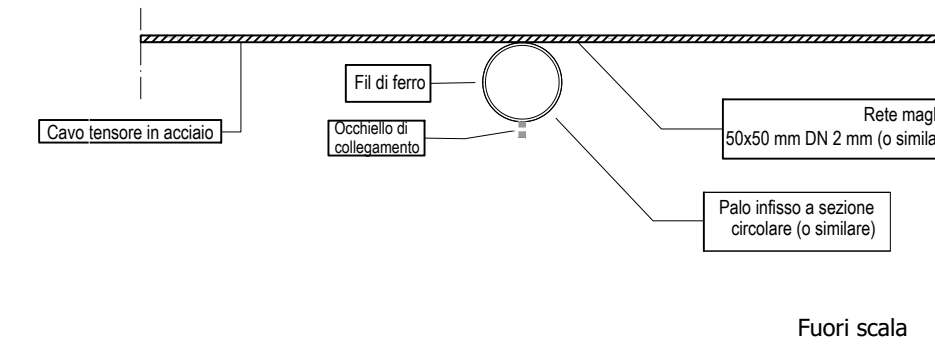 Fil di ferro
Cavo tensore in acciaio
Occhiello di
collegamento
Rete
50x50 mm DN 2 mm (o
Palo infisso a sezione
circolare (o similare)
Fuori scala